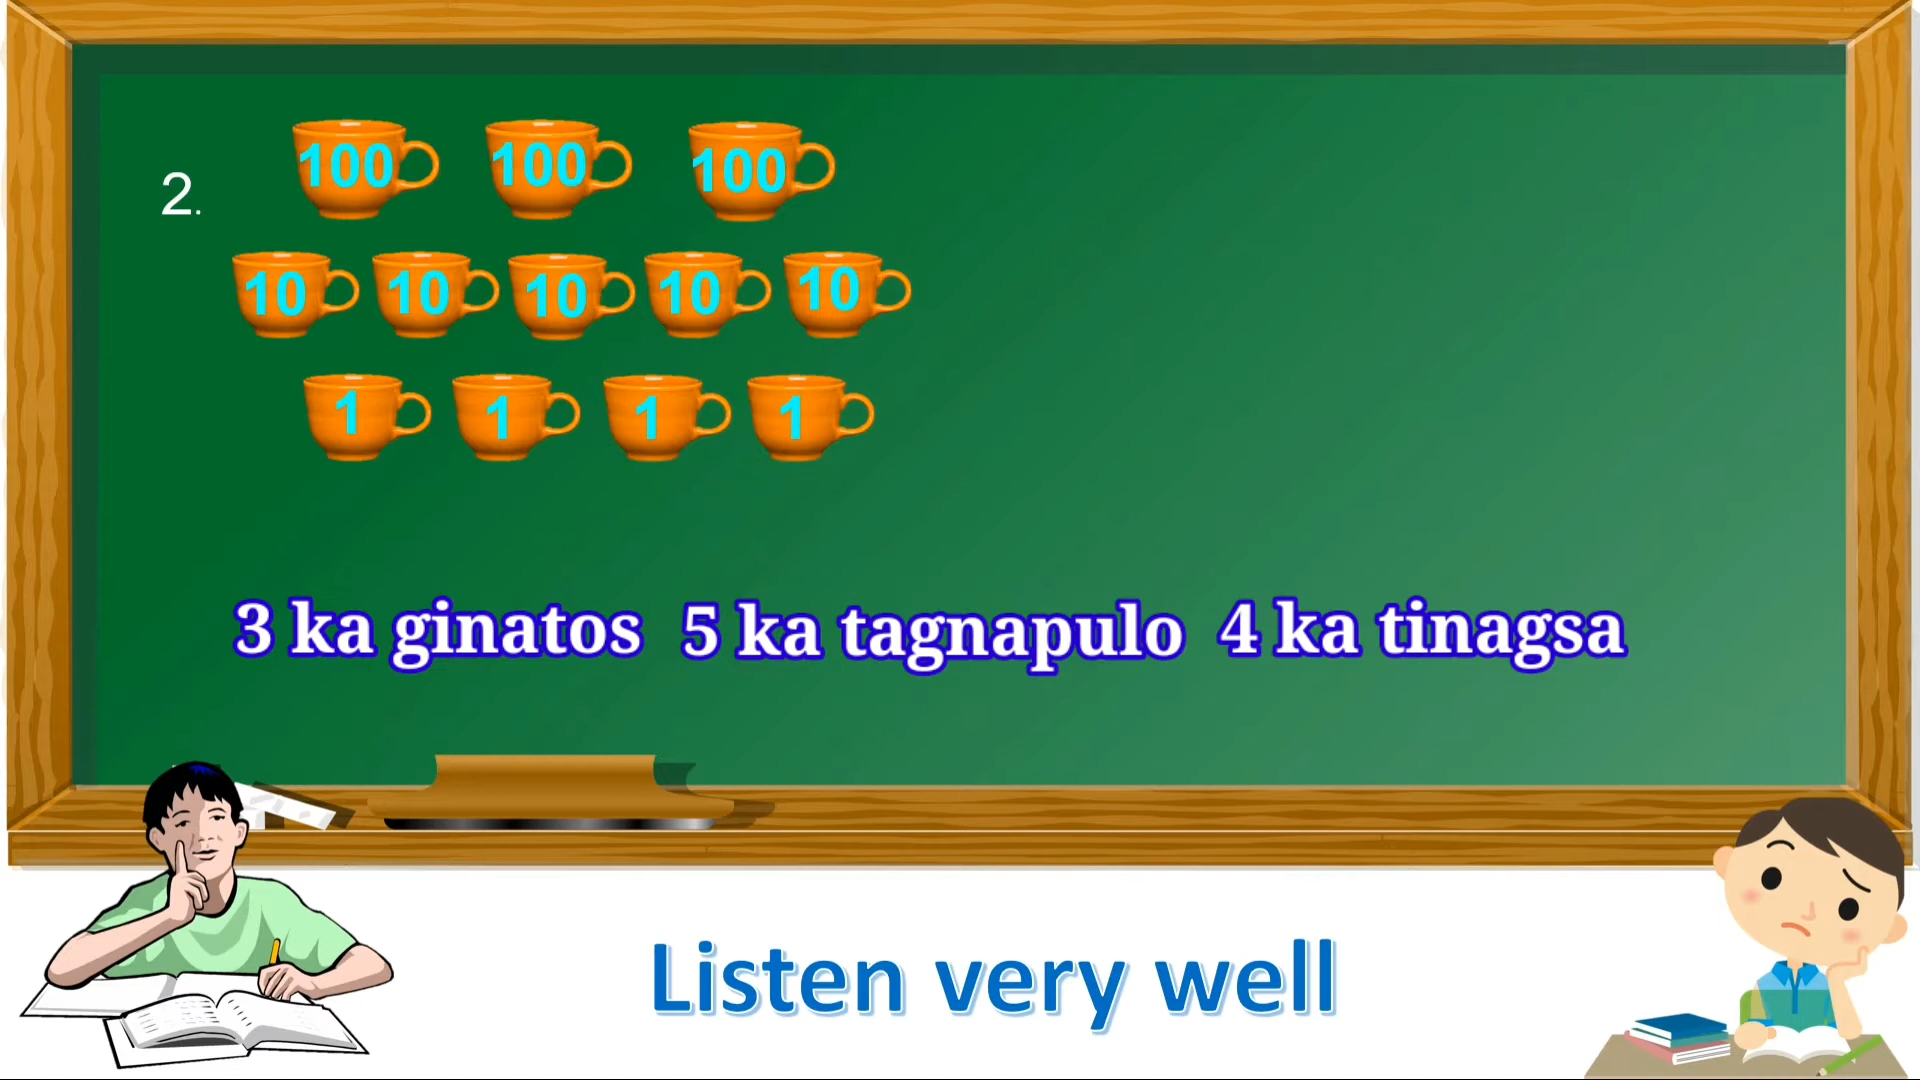 2.
100 100 100
10 10 10 10 10
1 1 1 1
3 ka ginatos 5 ka tagnapulo 4 ka tinagsa
Listen very well